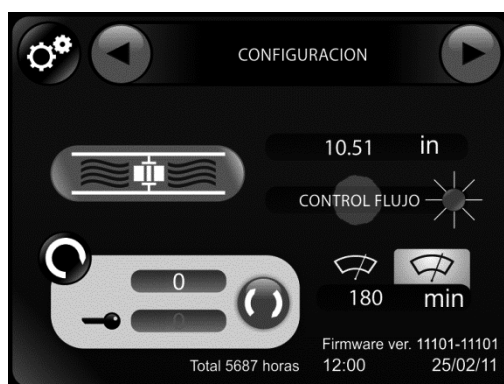 CONFIGURACION
10.51 in
CONTROL FLUJO
0
0
180 min
Firmware ver. 11101-11101
Total 5687 horas 12:00 25/02/11